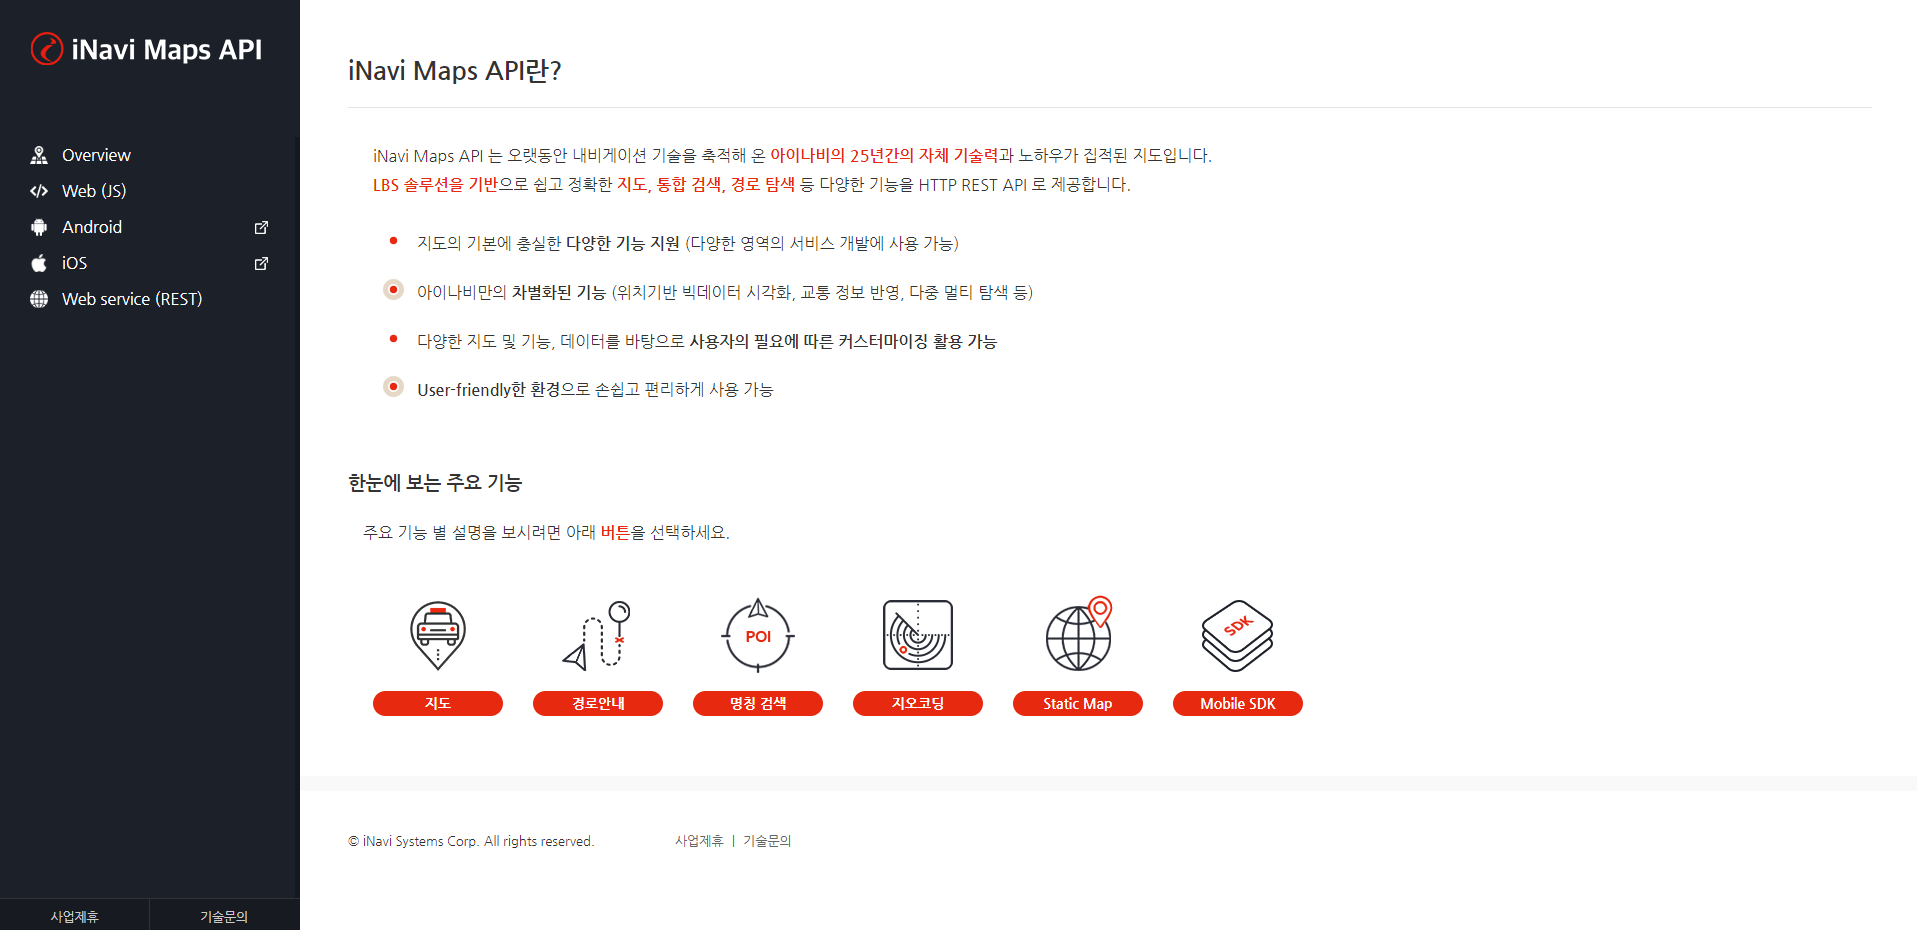 iNavi Maps API
Overview
Web (JS)
Android
iOS
Web service (REST)
사업제휴
기술문의
iNavi Maps API란?
iNavi Maps API 는 오랫동안 내비게이션 기술을 축적해 온 아이나비의 25년간의 자체 기술력과 노하우가 집적된 지도입니다.
LBS 솔루션을 기반으로 쉽고 정확한 지도, 통합 검색, 경로 탐색 등 다양한 기능을 HTTP REST API 로 제공합니다.
지도의 기본에 충실한 다양한 기능 지원 (다양한 영역의 서비스 개발에 사용 가능)
아이나비만의 차별화된 기능 (위치기반 빅데이터 시각화, 교통 정보 반영, 다중 멀티 탐색 등)
다양한 지도 및 기능, 데이터를 바탕으로 사용자의 필요에 따른 커스터마이징 활용 가능
User-friendly한 환경으로 손쉽고 편리하게 사용 가능
한눈에 보는 주요 기능
주요 기능 별 설명을 보시려면 아래 버튼을 선택하세요.
POI
SDK
지도
경로안내
명칭 검색
지오코딩
Static Map
Mobile SDK
© iNavi Systems Corp. All rights reserved.
사업제휴 | 기술문의